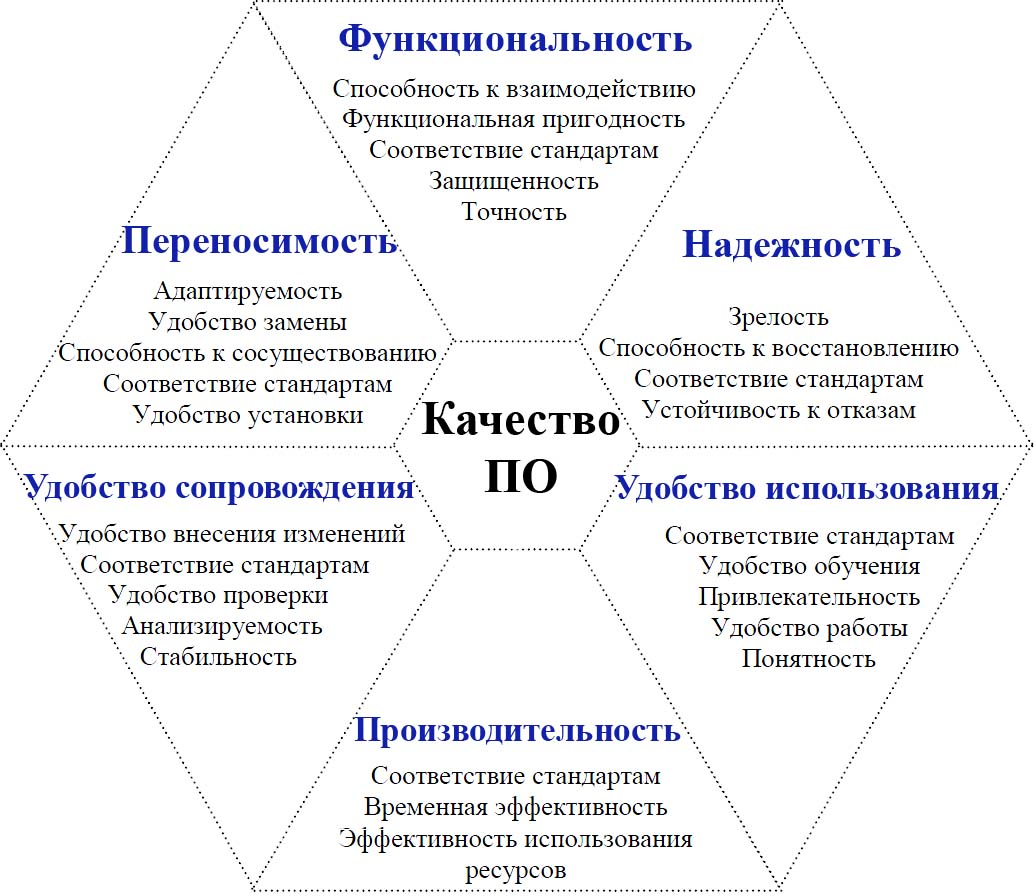 Функциональность
Способность к взаимодействию
Функциональная пригодность
Соответствие стандартам
Защищенность
Точность
Переносимость
Адаптируемость
Удобство замены
Способность к сосуществованию
Соответствие стандартам
Удобство установки
Надежность
Зрелость
Способность к восстановлению
Соответствие стандартам
Устойчивость к отказам
Качество
ПО
Удобство сопровождения
Удобство внесения изменений
Соответствие стандартам
Удобство проверки
Анализируемость
Стабильность
Удобство использования
Соответствие стандартам
Удобство обучения
Привлекательность
Удобство работы
Понятность
Производительность
Соответствие стандартам
Временная эффективность
Эффективность использования
ресурсов